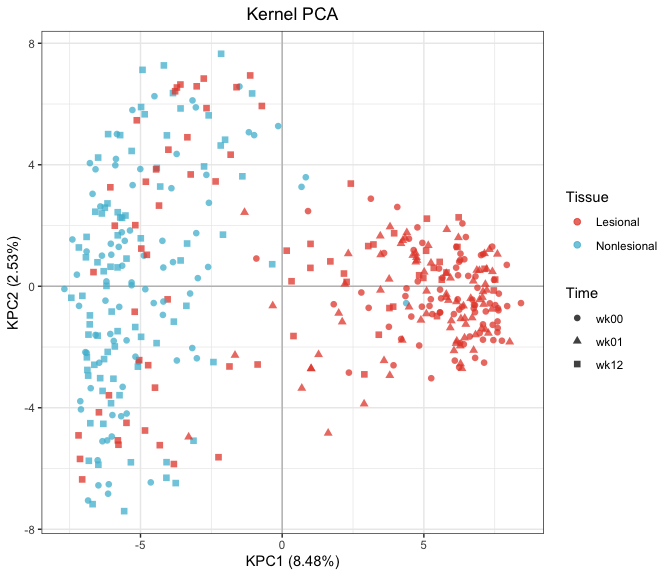 Kernel PCA
8
4
0
-4
-8
KPC2 (2.53%)
-5
0
5
KPC1 (8.48%)
Tissue
Lesional
Nonlesional
Time
wk00
wk01
wk12